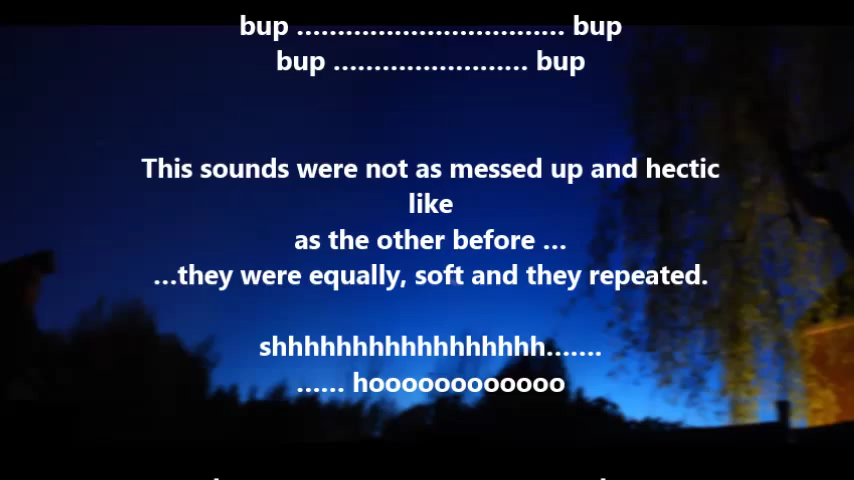 bup ................................. bup
bup ........................ bup
This sounds were not as messed up and hectic
like
as the other before ...
...they were equally, soft and they repeated.
shhhhhhhhhhhhhhhhh.......
...... hoooooooooooo